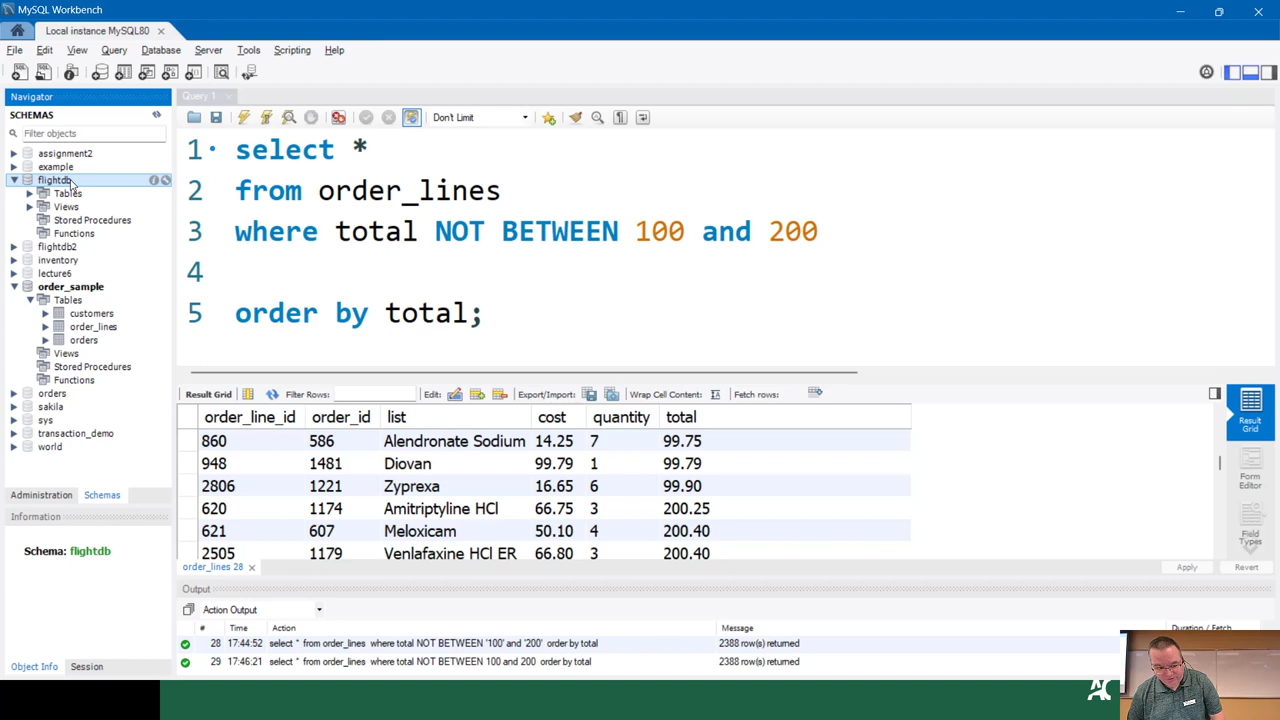 MySQL Workbench
Local instance MySQL80
File Edit View Query Database Server Tools Scripting Help
Navigator
SCHEMAS
Filter objects
assignment2
example
flightdb
Tables
Views
Stored Procedures
Functions
flightdb2
inventory
lecture6
order_sample
Tables
customers
order_lines
orders
Views
Stored Procedures
Functions
orders
sakila
sys
transaction_demo
world
Administration Schemas
Information
Schema: flightdb
Object Info Session
Query 1
Don't Limit
1 select *
2 from order_lines
3 where total NOT BETWEEN 100 and 200
4
5 order by total;
Result Grid Filter Rows: Edit: Export/Import: Wrap Cell Content: Fetch rows:
order_line_id order_id list cost quantity total
860 586 Alendronate Sodium 14.25 7 99.75
948 1481 Diovan 99.79 1 99.79
2806 1221 Zyprexa 16.65 6 99.90
620 1174 Amitriptyline HCl 66.75 3 200.25
621 607 Meloxicam 50.10 4 200.40
2505 1179 Venlafaxine HCl ER 66.80 3 200.40
Result Grid
Form Editor
Field Types
order_lines 28
Apply Revert
Output
Action Output
# Time Action Message Duration / Fetch
28 17:44:52 select * from order_lines where total NOT BETWEEN '100' and '200' order by total 2388 row(s) returned
29 17:46:21 select * from order_lines where total NOT BETWEEN 100 and 200 order by total 2388 row(s) returned
AC